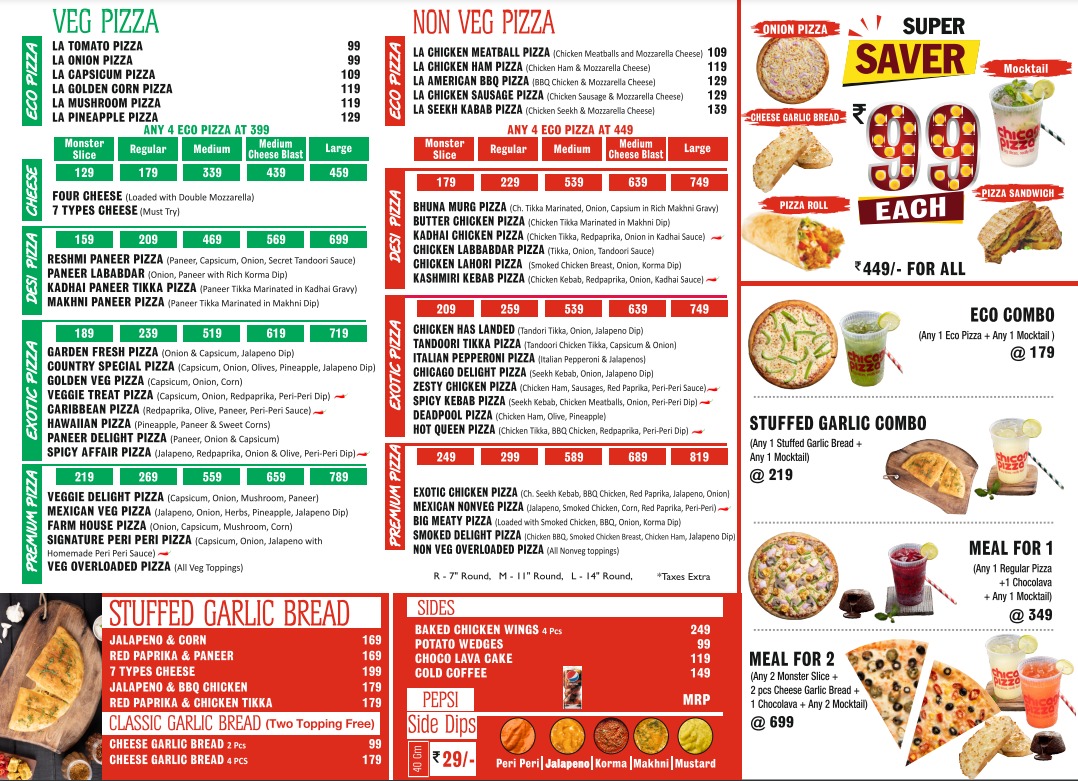 VEG PIZZA
ECO PIZZA
LA TOMATO PIZZA 99
LA ONION PIZZA 99
LA CAPSICUM PIZZA 109
LA GOLDEN CORN PIZZA 119
LA MUSHROOM PIZZA 119
LA PINEAPPLE PIZZA 129
ANY 4 ECO PIZZA AT 399
Monster Slice Regular Medium Medium Cheese Blast Large
CHEESE
129 179 339 439 459
FOUR CHEESE (Loaded with Double Mozzarella)
7 TYPES CHEESE (Must Try)
DESI PIZZA
159 209 469 569 699
RESHMI PANEER PIZZA (Paneer, Capsicum, Onion, Secret Tandoori Sauce)
PANEER LABABDAR (Onion, Paneer with Rich Korma Dip)
KADHAI PANEER TIKKA PIZZA (Paneer Tikka Marinated in Kadhai Gravy)
MAKHNI PANEER PIZZA (Paneer Tikka Marinated in Makhni Dip)
EXOTIC PIZZA
189 239 519 619 719
GARDEN FRESH PIZZA (Onion & Capsicum, Jalapeno Dip)
COUNTRY SPECIAL PIZZA (Capsicum, Onion, Olives, Pineapple, Jalapeno Dip)
GOLDEN VEG PIZZA (Capsicum, Onion, Corn)
VEGGIE TREAT PIZZA (Capsicum, Onion, Redpaprika, Peri-Peri Dip)
CARIBBEAN PIZZA (Redpaprika, Olive, Paneer, Peri-Peri Sauce)
HAWAIIAN PIZZA (Pineapple, Paneer & Sweet Corns)
PANEER DELIGHT PIZZA (Paneer, Onion & Capsicum)
SPICY AFFAIR PIZZA (Jalapeno, Redpaprika, Onion & Olive, Peri-Peri Dip)
PREMIUM PIZZA
219 269 559 659 789
VEGGIE DELIGHT PIZZA (Capsicum, Onion, Mushroom, Paneer)
MEXICAN VEG PIZZA (Jalapeno, Onion, Herbs, Pineapple, Jalapeno Dip)
FARM HOUSE PIZZA (Onion, Capsicum, Mushroom, Corn)
SIGNATURE PERI PERI PIZZA (Capsicum, Onion, Jalapeno with
Homemade Peri Peri Sauce)
VEG OVERLOADED PIZZA (All Veg Toppings)
NON VEG PIZZA
ECO PIZZA
LA CHICKEN MEATBALL PIZZA (Chicken Meatballs and Mozzarella Cheese) 109
LA CHICKEN HAM PIZZA (Chicken Ham & Mozzarella Cheese) 119
LA AMERICAN BBQ PIZZA (BBQ Chicken & Mozzarella Cheese) 129
LA CHICKEN SAUSAGE PIZZA (Chicken Sausage & Mozzarella Cheese) 129
LA SEEKH KABAB PIZZA (Chicken Seekh & Mozzarella Cheese) 139
ANY 4 ECO PIZZA AT 449
Monster Slice Regular Medium Medium Cheese Blast Large
DESI PIZZA
179 229 539 639 749
BHUNA MURG PIZZA (Ch. Tikka Marinated, Onion, Capsium in Rich Makhni Gravy)
BUTTER CHICKEN PIZZA (Chicken Tikka Marinated in Makhni Dip)
KADHAI CHICKEN PIZZA (Chicken Tikka, Redpaprika, Onion in Kadhai Sauce)
CHICKEN LABBABDAR PIZZA (Tikka, Onion, Tandoori Sauce)
CHICKEN LAHORI PIZZA (Smoked Chicken Breast, Onion, Korma Dip)
KASHMIRI KEBAB PIZZA (Chicken Kebab, Redpaprika, Onion, Kadhai Sauce)
EXOTIC PIZZA
209 259 539 639 749
CHICKEN HAS LANDED (Tandori Tikka, Onion, Jalapeno Dip)
TANDOORI TIKKA PIZZA (Tandoori Chicken Tikka, Capsicum & Onion)
ITALIAN PEPPERONI PIZZA (Italian Pepperoni & Jalapenos)
CHICAGO DELIGHT PIZZA (Seekh Kebab, Onion, Jalapeno Dip)
ZESTY CHICKEN PIZZA (Chicken Ham, Sausages, Red Paprika, Peri-Peri Sauce)
SPICY KEBAB PIZZA (Seekh Kebab, Chicken Meatballs, Onion, Peri-Peri Dip)
DEADPOOL PIZZA (Chicken Ham, Olive, Pineapple)
HOT QUEEN PIZZA (Chicken Tikka, BBQ Chicken, Redpaprika, Peri-Peri Dip)
PREMIUM PIZZA
249 299 589 689 819
EXOTIC CHICKEN PIZZA (Ch. Seekh Kebab, BBQ Chicken, Red Paprika, Jalapeno, Onion)
MEXICAN NONVEG PIZZA (Jalapeno, Smoked Chicken, Corn, Red Paprika, Peri-Peri)
BIG MEATY PIZZA (Loaded with Smoked Chicken, BBQ, Onion, Korma Dip)
SMOKED DELIGHT PIZZA (Chicken BBQ, Smoked Chicken Breast, Chicken Ham, Jalapeno Dip)
NON VEG OVERLOADED PIZZA (All Nonveg toppings)
R - 7" Round, M - 11" Round, L - 14" Round, *Taxes Extra
STUFFED GARLIC BREAD
JALAPENO & CORN 169
RED PAPRIKA & PANEER 169
7 TYPES CHEESE 199
JALAPENO & BBQ CHICKEN 179
RED PAPRIKA & CHICKEN TIKKA 179
CLASSIC GARLIC BREAD (Two Topping Free)
CHEESE GARLIC BREAD 2 Pcs 99
CHEESE GARLIC BREAD 4 PCS 179
SIDES
BAKED CHICKEN WINGS 4 Pcs 249
POTATO WEDGES 99
CHOCO LAVA CAKE 119
COLD COFFEE 149
PEPSI MRP
Side Dips
40 Gm ₹29/-
Peri Peri | Jalapeno | Korma | Makhni | Mustard
ONION PIZZA
SUPER
SAVER
Mocktail
CHEESE GARLIC BREAD
₹99
EACH
chicago pizza
PIZZA ROLL
PIZZA SANDWICH
₹449/- FOR ALL
ECO COMBO
(Any 1 Eco Pizza + Any 1 Mocktail )
@ 179
STUFFED GARLIC COMBO
(Any 1 Stuffed Garlic Bread +
Any 1 Mocktail)
@ 219
MEAL FOR 1
(Any 1 Regular Pizza
+1 Chocolava
+ Any 1 Mocktail)
@ 349
MEAL FOR 2
(Any 2 Monster Slice +
2 pcs Cheese Garlic Bread +
1 Chocolava + Any 2 Mocktail)
@ 699